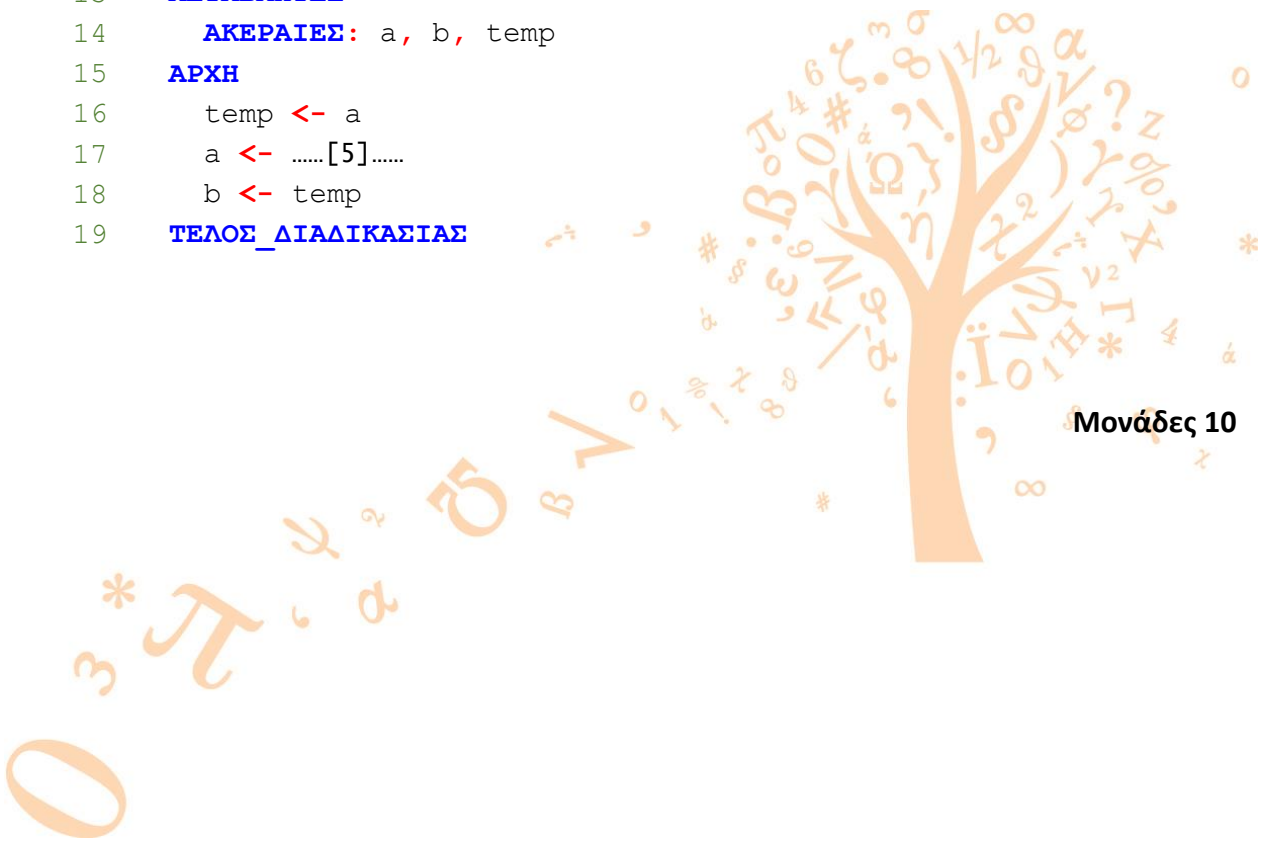 14 ΑΚΕΡΑΙΕΣ: a, b, temp
15 ΑΡΧΗ
16 temp <- a
17 a <- ……[5]……
18 b <- temp
19 ΤΕΛΟΣ_ΔΙΑΔΙΚΑΣΙΑΣ
Μονάδες 10